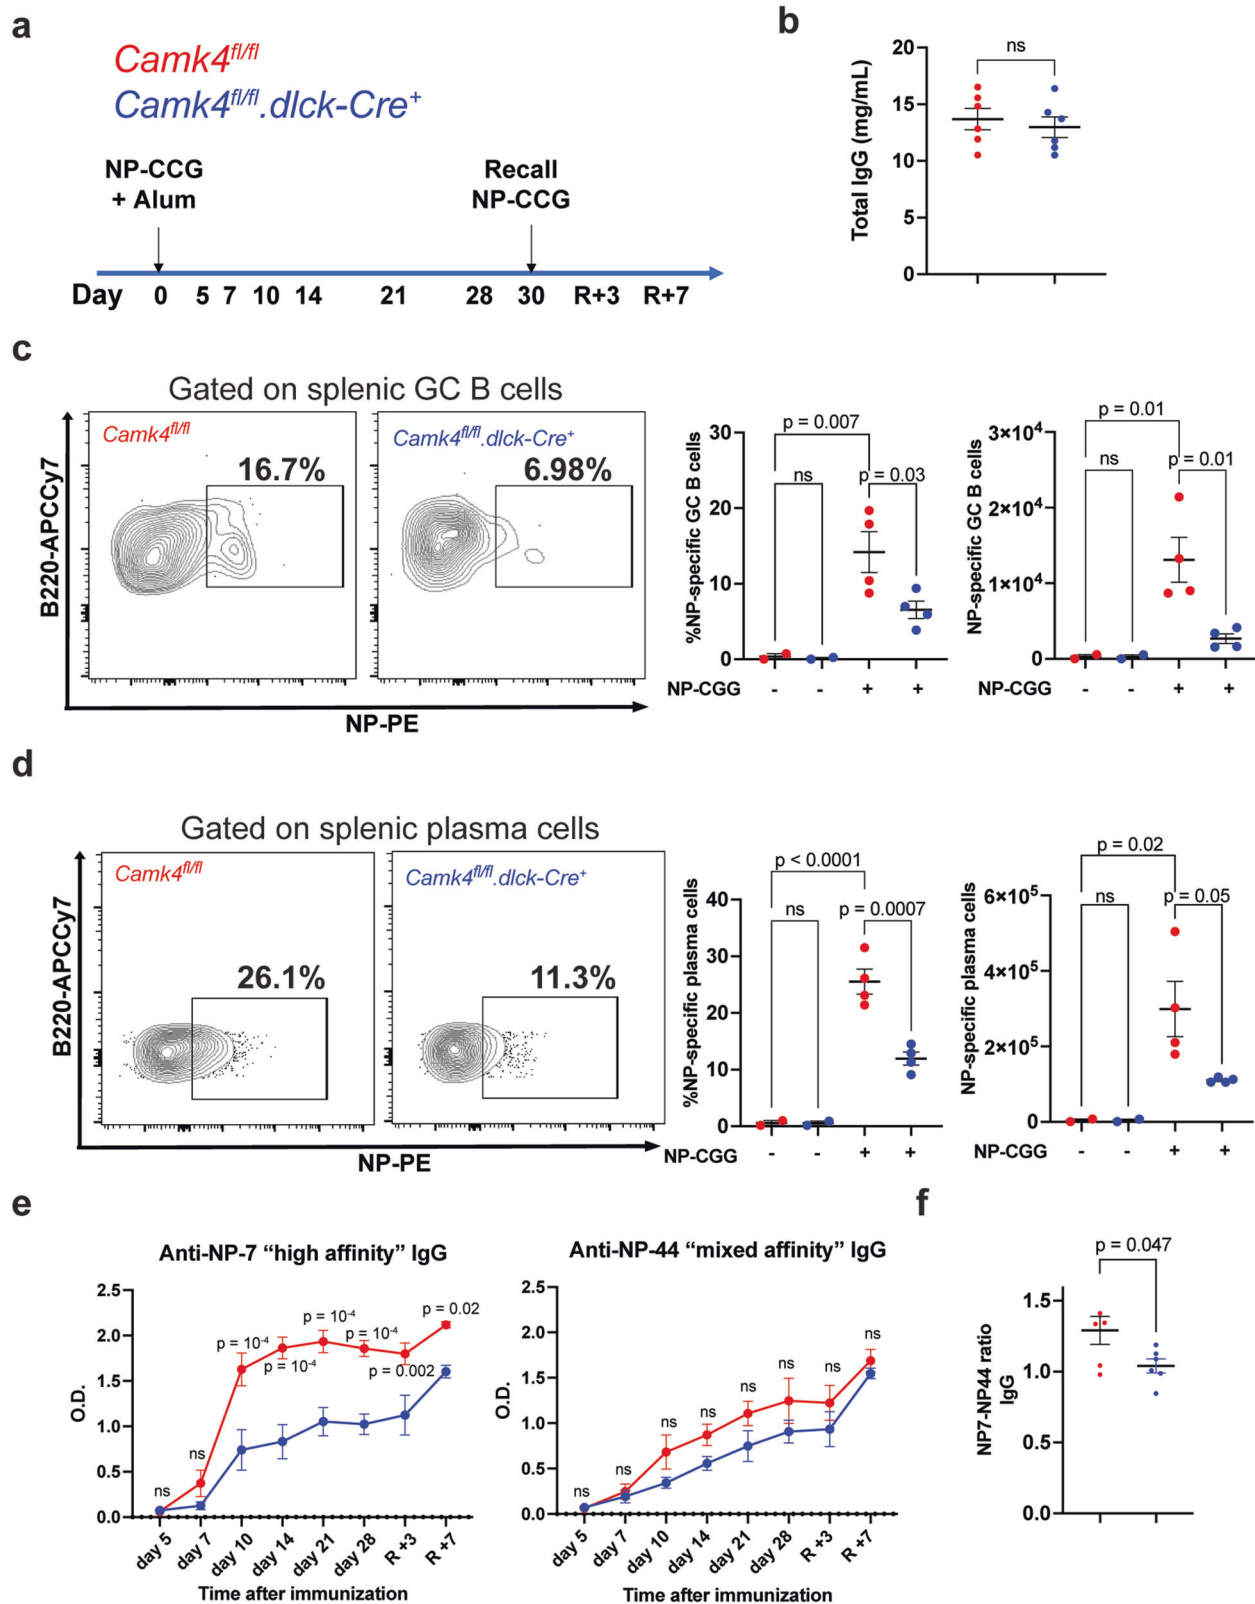 a
Camk4fl/fl
Camk4fl/fl.dlck-Cre+
NP-CCG
+ Alum
Recall
NP-CCG
Day 0 5 7 10 14 21 28 30 R+3 R+7
b
ns
Total IgG (mg/mL)
20
15
10
5
0
c
Gated on splenic GC B cells
Camk4fl/fl
16.7%
Camk4fl/fl.dlck-Cre+
6.98%
B220-APCCy7
NP-PE
%NP-specific GC B cells
30
20
10
0
p = 0.007
ns
p = 0.03
NP-CGG - - + +
NP-specific GC B cells
3×10⁴
2×10⁴
1×10⁴
0
p = 0.01
ns
p = 0.01
NP-CGG - - + +
d
Gated on splenic plasma cells
Camk4fl/fl
26.1%
Camk4fl/fl.dlck-Cre+
11.3%
B220-APCCy7
NP-PE
%NP-specific plasma cells
40
30
20
10
0
p < 0.0001
ns
p = 0.0007
NP-CGG - - + +
NP-specific plasma cells
6×10⁵
4×10⁵
2×10⁵
0
p = 0.02
ns
p = 0.05
NP-CGG - - + +
e
Anti-NP-7 “high affinity” IgG
O.D.
2.5
2.0
1.5
1.0
0.5
0.0
ns
ns
p = 10⁻⁴
p = 10⁻⁴
p = 10⁻⁴
p = 10⁻⁴
p = 0.002
p = 0.02
day 5
day 7
day 10
day 14
day 21
day 28
R +3
R +7
Time after immunization
Anti-NP-44 “mixed affinity” IgG
O.D.
2.5
2.0
1.5
1.0
0.5
0.0
ns
ns
ns
ns
ns
ns
ns
ns
day 5
day 7
day 10
day 14
day 21
day 28
R +3
R +7
Time after immunization
f
p = 0.047
NP7-NP44 ratio
IgG
1.5
1.0
0.5
0.0